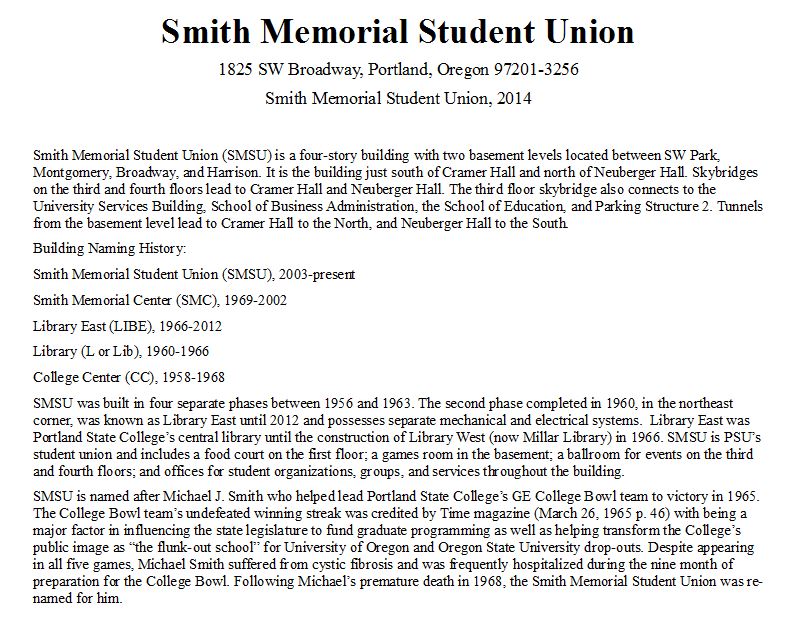 Smith Memorial Student Union
1825 SW Broadway, Portland, Oregon 97201-3256
Smith Memorial Student Union, 2014
Smith Memorial Student Union (SMSU) is a four-story building with two basement levels located between SW Park,
Montgomery, Broadway, and Harrison. It is the building just south of Cramer Hall and north of Neuberger Hall. Skybridges
on the third and fourth floors lead to Cramer Hall and Neuberger Hall. The third floor skybridge also connects to the
University Services Building, School of Business Administration, the School of Education, and Parking Structure 2. Tunnels
from the basement level lead to Cramer Hall to the North, and Neuberger Hall to the South.
Building Naming History:
Smith Memorial Student Union (SMSU), 2003-present
Smith Memorial Center (SMC), 1969-2002
Library East (LIBE), 1966-2012
Library (L or Lib), 1960-1966
College Center (CC), 1958-1968
SMSU was built in four separate phases between 1956 and 1963. The second phase completed in 1960, in the northeast
corner, was known as Library East until 2012 and possesses separate mechanical and electrical systems.  Library East was
Portland State College's central library until the construction of Library West (now Millar Library) in 1966. SMSU is PSU's
student union and includes a food court on the first floor; a games room in the basement; a ballroom for events on the third
and fourth floors; and offices for student organizations, groups, and services throughout the building.
SMSU is named after Michael J. Smith who helped lead Portland State College's GE College Bowl team to victory in 1965.
The College Bowl team's undefeated winning streak was credited by Time magazine (March 26, 1965 p. 46) with being a
major factor in influencing the state legislature to fund graduate programming as well as helping transform the College's
public image as "the flunk-out school" for University of Oregon and Oregon State University drop-outs. Despite appearing
in all five games, Michael Smith suffered from cystic fibrosis and was frequently hospitalized during the nine month of
preparation for the College Bowl. Following Michael's premature death in 1968, the Smith Memorial Student Union was re-
named for him.